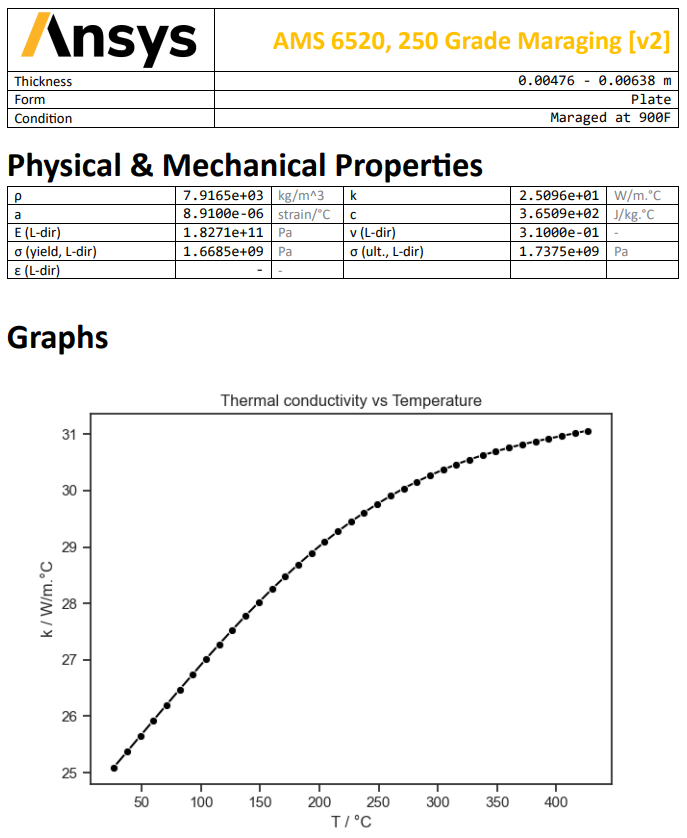 Ansys
AMS 6520, 250 Grade Maraging [v2]
Thickness 0.00476 - 0.00638 m
Form Plate
Condition Maraged at 900F
Physical & Mechanical Properties
ρ 7.9165e+03 kg/m^3 k 2.5096e+01 W/m.°C
a 8.9100e-06 strain/°C c 3.6509e+02 J/kg.°C
E (L-dir) 1.8271e+11 Pa ν (L-dir) 3.1000e-01 -
σ (yield, L-dir) 1.6685e+09 Pa σ (ult., L-dir) 1.7375e+09 Pa
ε (L-dir) - -
Graphs
Thermal conductivity vs Temperature
31
30
29
28
27
26
25
k / W/m.°C
50 100 150 200 250 300 350 400
T / °C